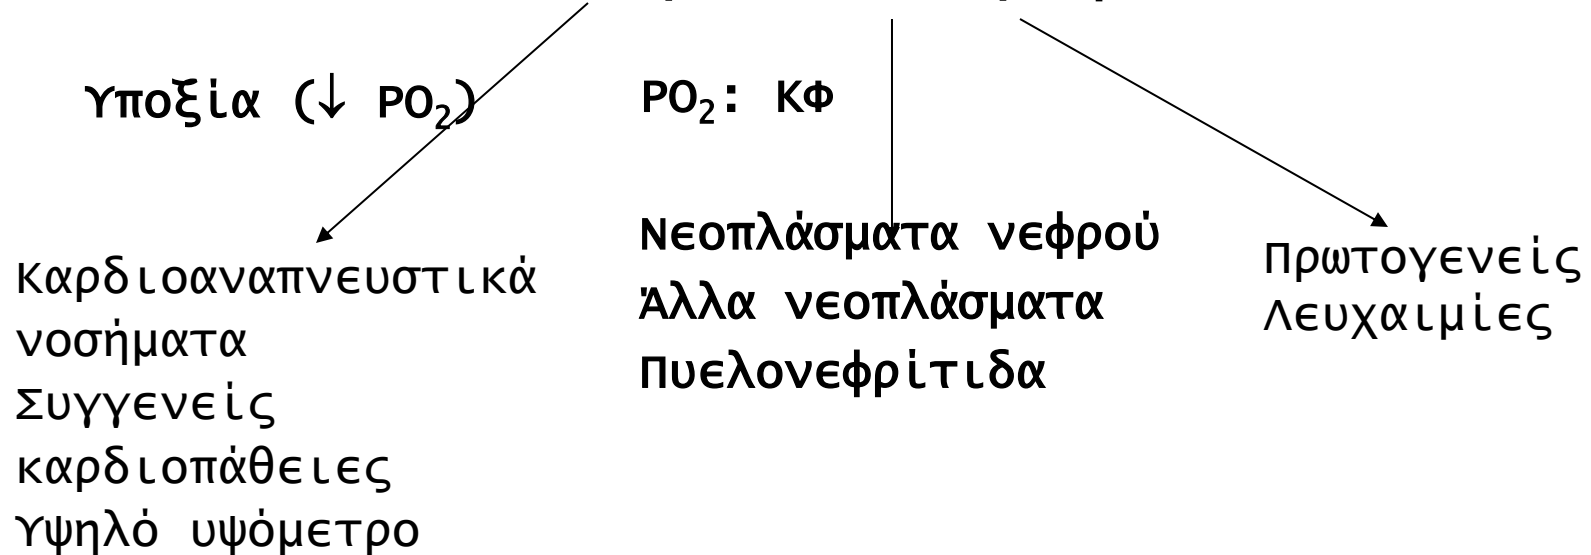 Υποξία (↓ PO₂)
PO₂: ΚΦ
Καρδιοαναπνευστικά
νοσήματα
Συγγενείς
καρδιοπάθειες
Υψηλό υψόμετρο
Νεοπλάσματα νεφρού
Άλλα νεοπλάσματα
Πυελονεφρίτιδα
Πρωτογενείς
Λευχαιμίες